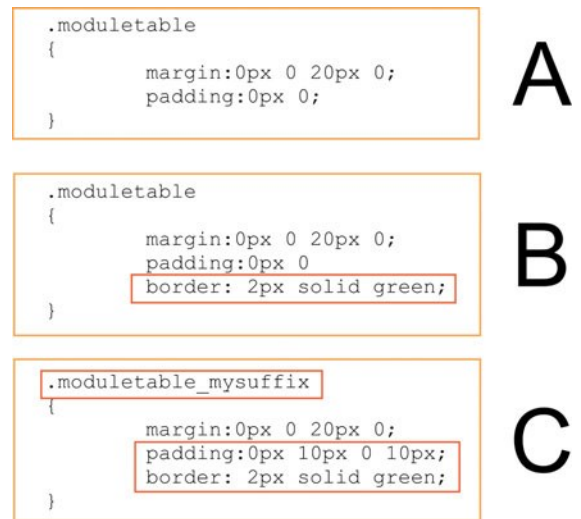 .moduletable
{
margin:0px 0 20px 0;
padding:0px 0;
}
A
.moduletable
{
margin:0px 0 20px 0;
padding:0px 0
border: 2px solid green;
}
B
.moduletable_mysuffix
{
margin:0px 0 20px 0;
padding:0px 10px 0 10px;
border: 2px solid green;
}
C